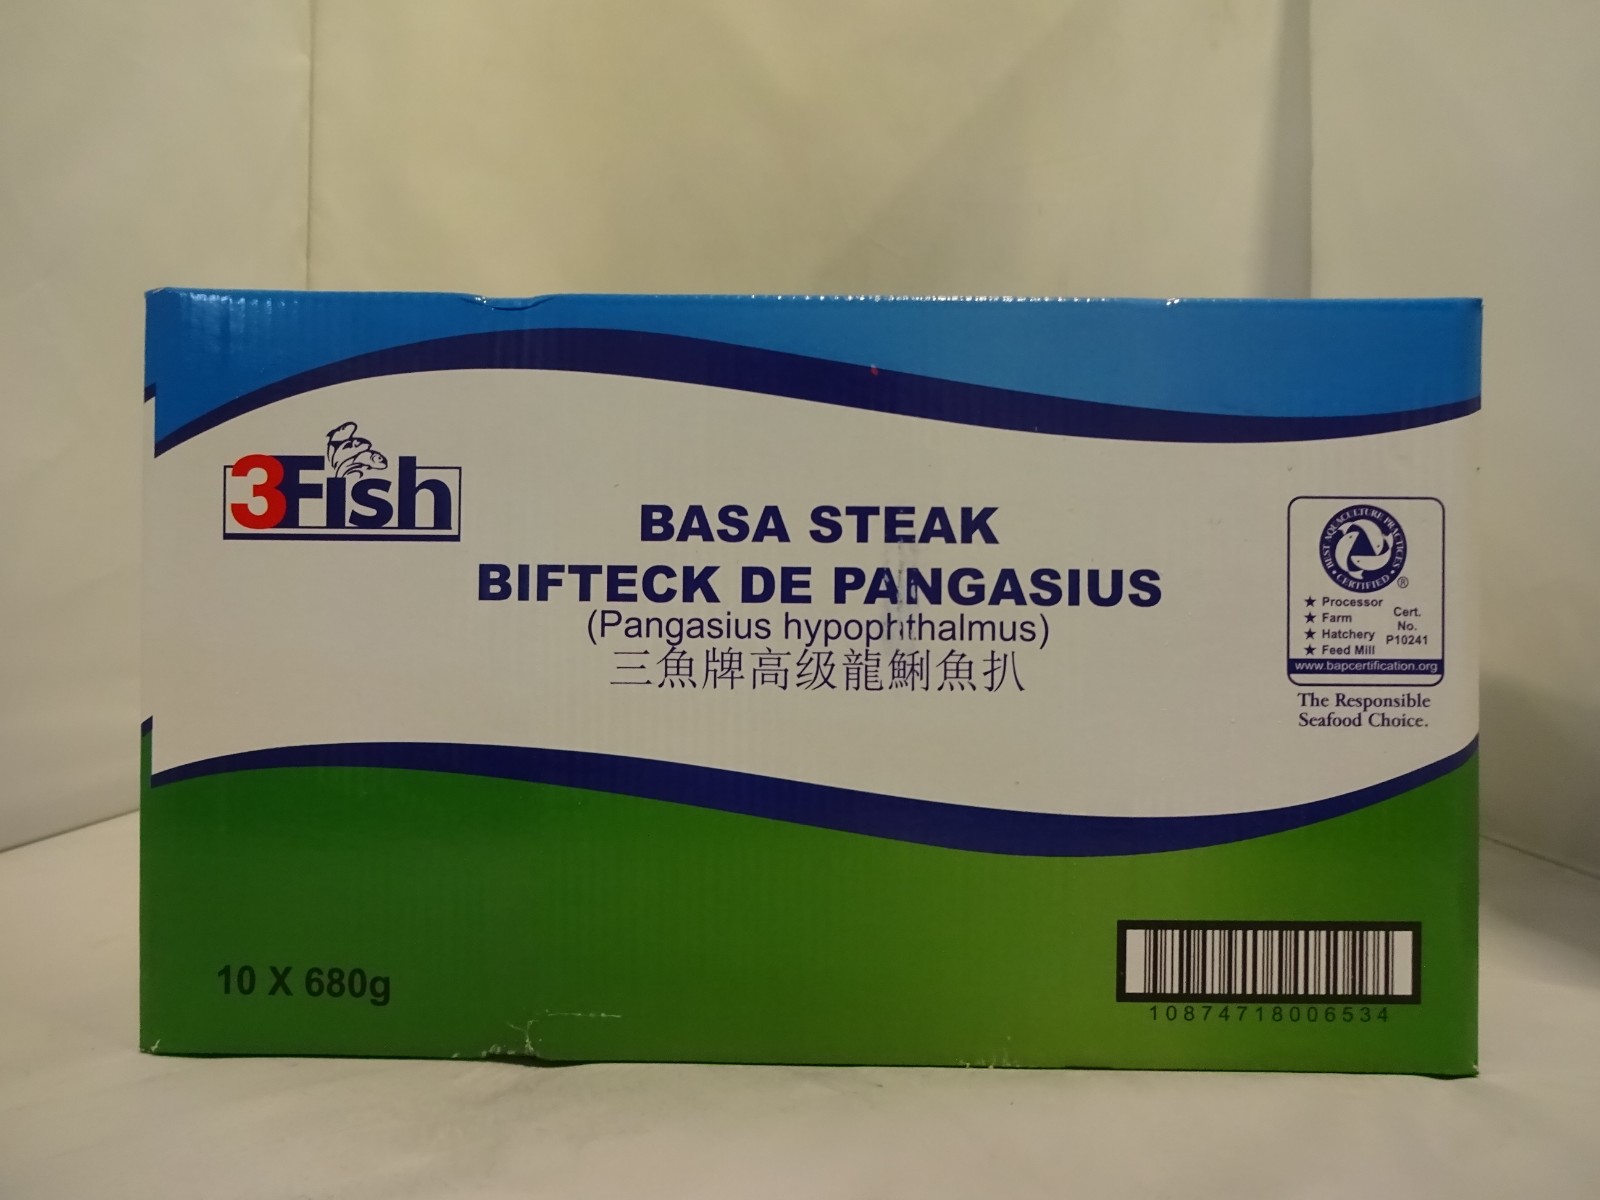 3Fish
BASA STEAK
BIFTECK DE PANGASIUS
(Pangasius hypophthalmus)
三魚牌高级龍鯏魚扒
BEST AQUACULTURE PRACTICES
• CERTIFIED •
®
★ Processor
★ Farm
★ Hatchery
★ Feed Mill
Cert.
No.
P10241
www.bapcertification.org
The Responsible
Seafood Choice.
10 X 680g
10874718006534